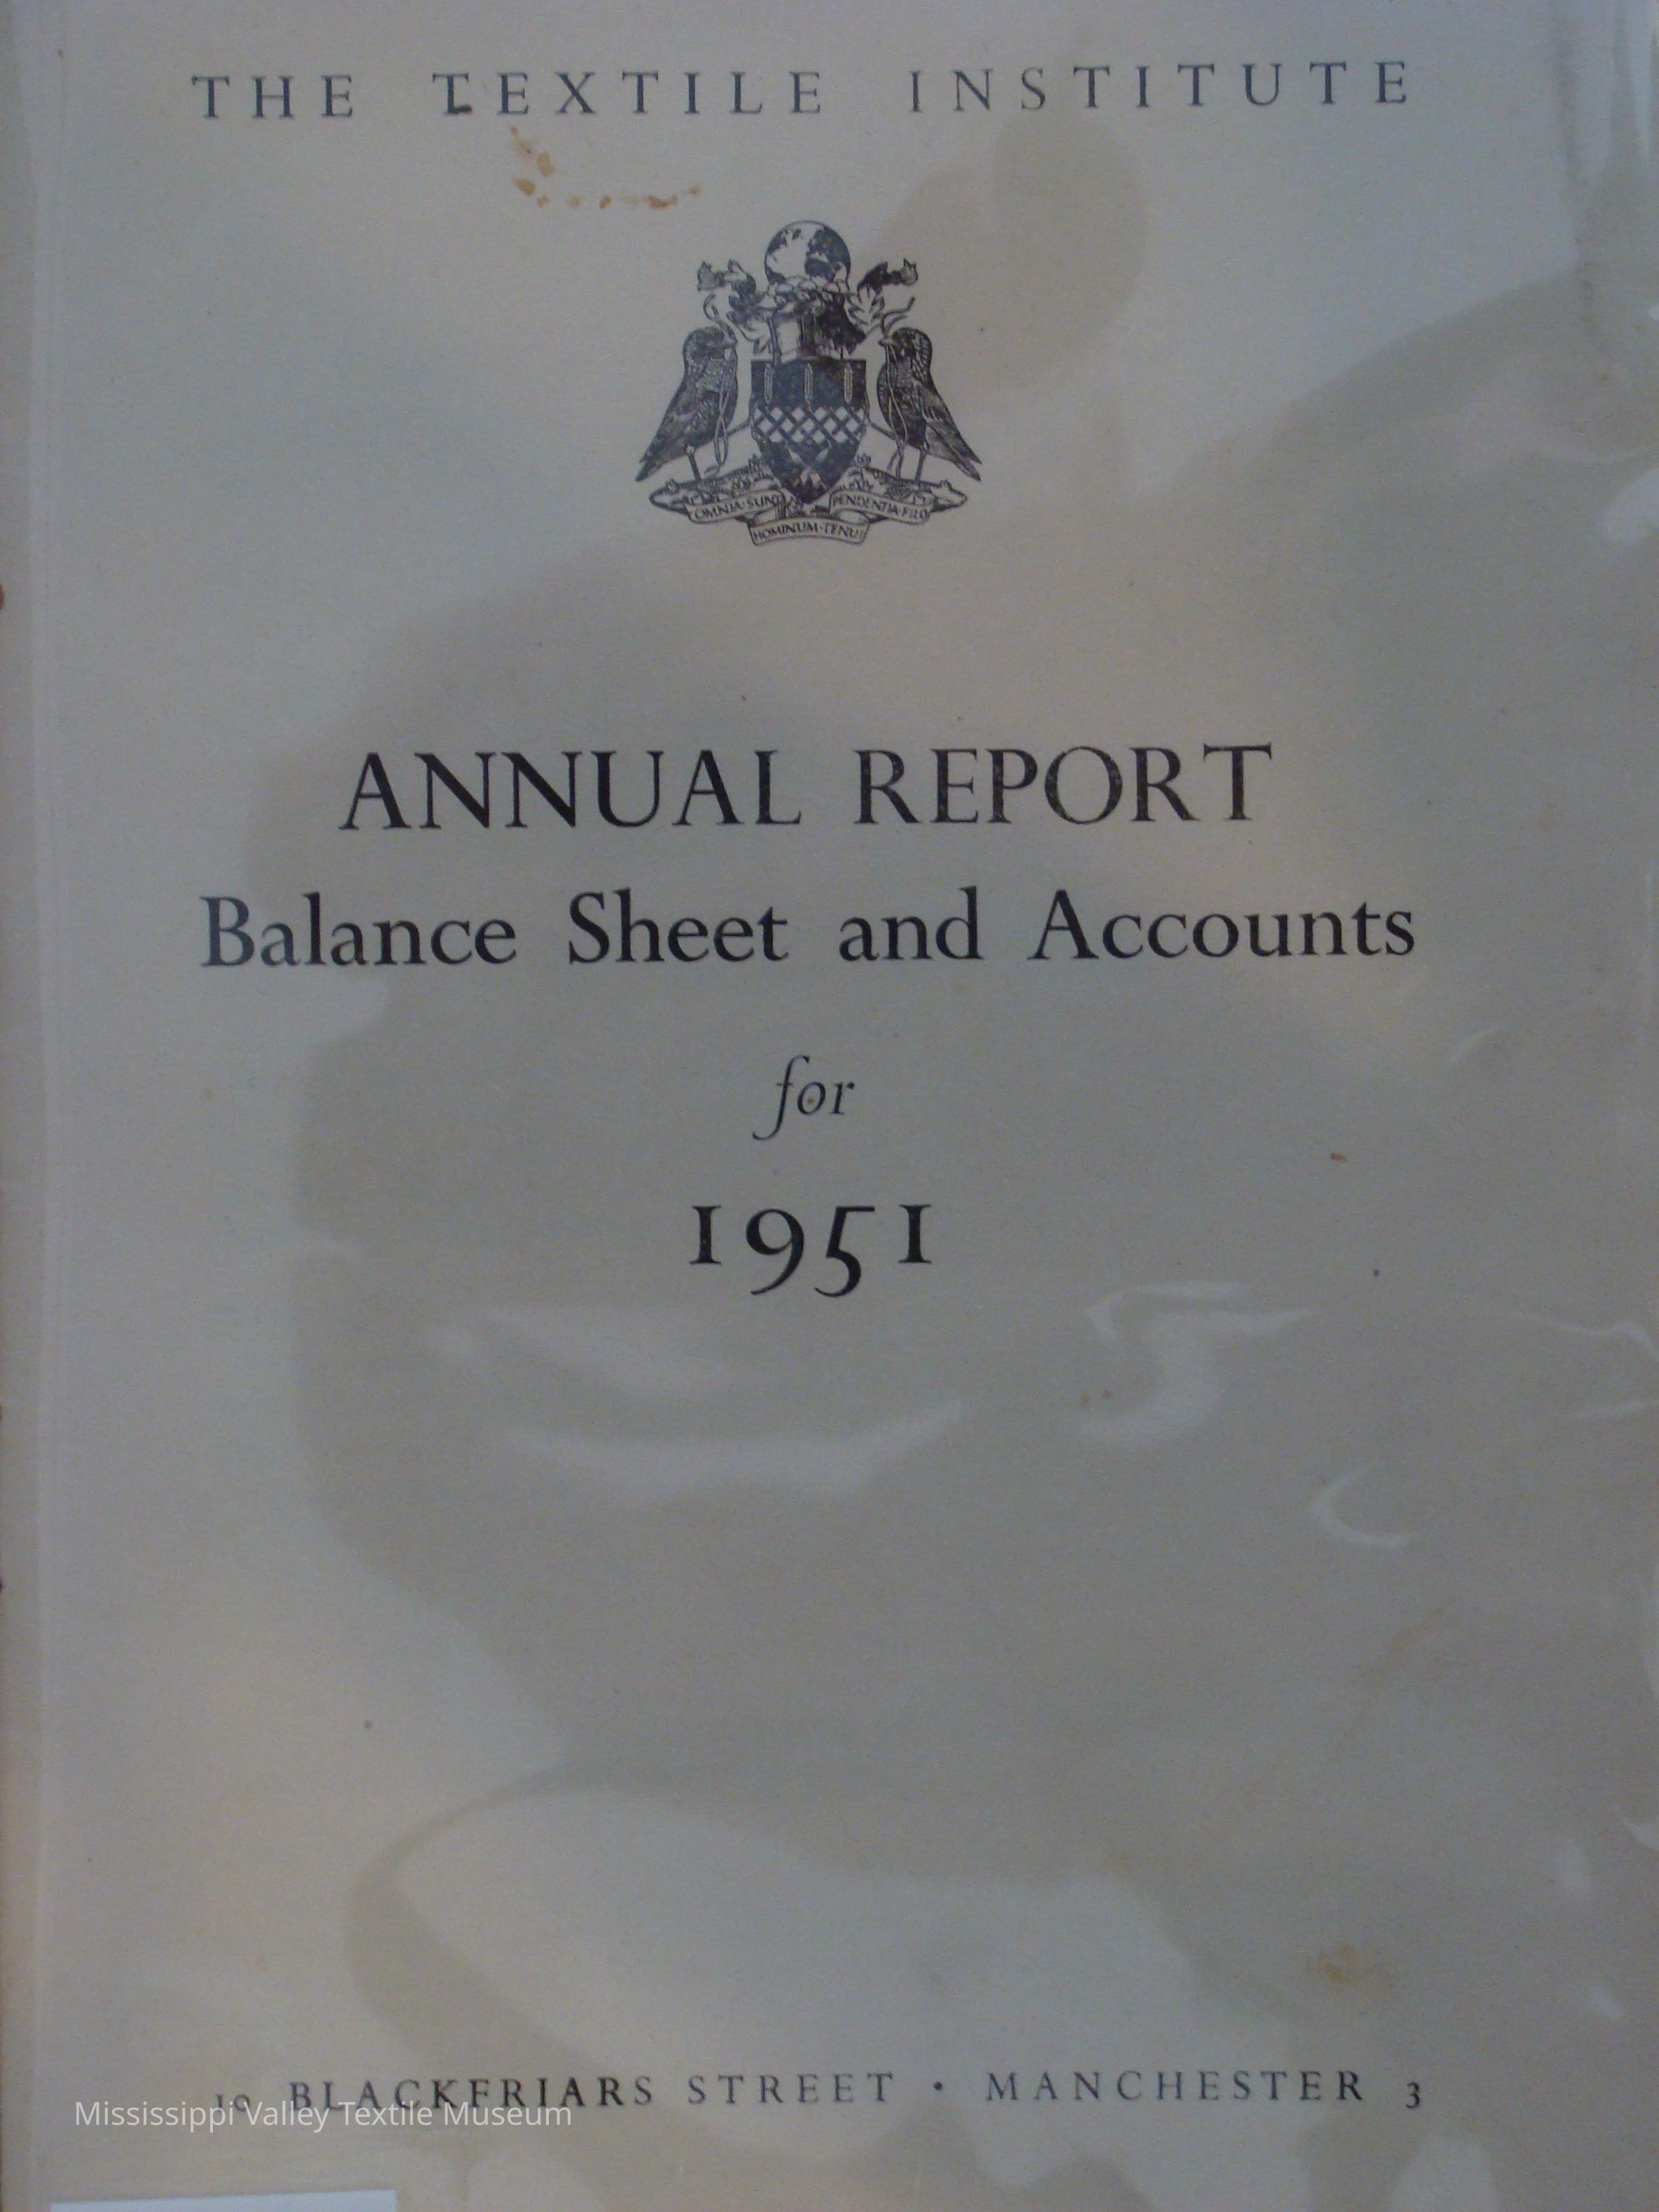 THE TEXTILE INSTITUTE
OMNIA·SUNT
PENDENTIA·FILO
HOMINUM·TENUI
ANNUAL REPORT
Balance Sheet and Accounts
for
1951
10 BLACKFRIARS STREET · MANCHESTER 3
Mississippi Valley Textile Museum